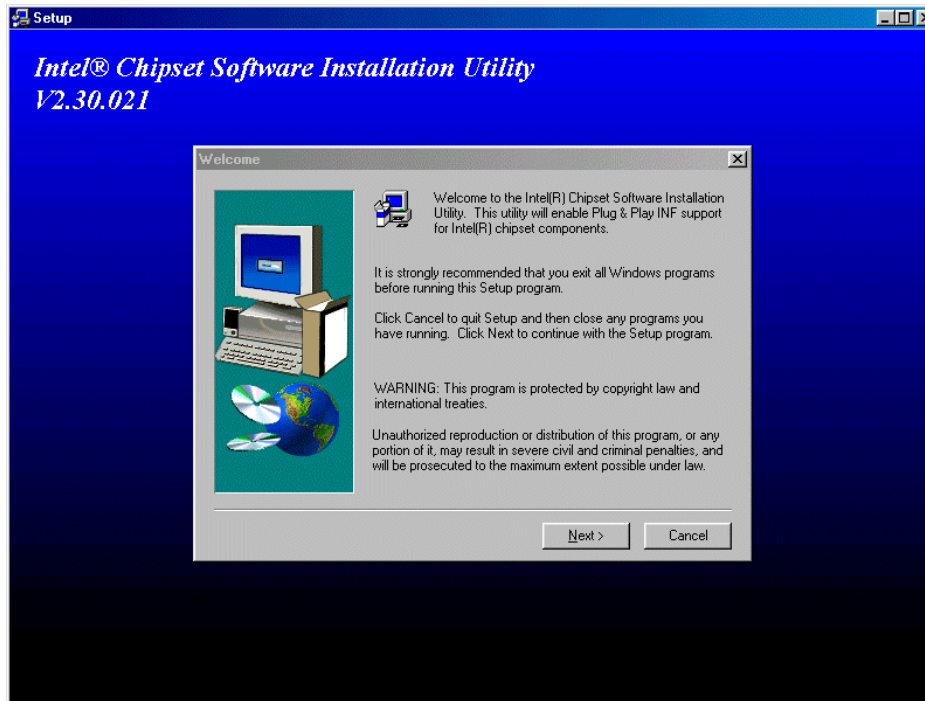 Setup
Intel® Chipset Software Installation Utility
V2.30.021
Welcome
Welcome to the Intel(R) Chipset Software Installation
Utility. This utility will enable Plug & Play INF support
for Intel(R) chipset components.
It is strongly recommended that you exit all Windows programs
before running this Setup program.
Click Cancel to quit Setup and then close any programs you
have running. Click Next to continue with the Setup program.
WARNING: This program is protected by copyright law and
international treaties.
Unauthorized reproduction or distribution of this program, or any
portion of it, may result in severe civil and criminal penalties, and
will be prosecuted to the maximum extent possible under law.
Next >
Cancel